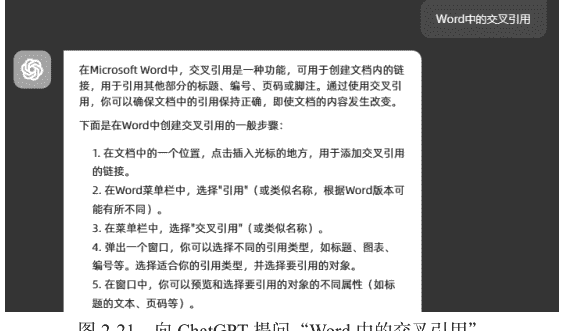 Word中的交叉引用
在Microsoft Word中，交叉引用是一种功能，可用于创建文档内的链
接，用于引用其他部分的标题、编号、页码或脚注。通过使用交叉引
用，你可以确保文档中的引用保持正确，即使文档的内容发生改变。
下面是在Word中创建交叉引用的一般步骤：
1. 在文档中的一个位置，点击插入光标的地方，用于添加交叉引用
的链接。
2. 在Word菜单栏中，选择"引用"（或类似名称，根据Word版本可
能有所不同）。
3. 在菜单栏中，选择"交叉引用"（或类似名称）。
4. 弹出一个窗口，你可以选择不同的引用类型，如标题、图表、
编号等。选择适合你的引用类型，并选择要引用的对象。
5. 在窗口中，你可以预览和选择要引用的对象的不同属性（如标
题的文本、页码等）。
图 2-21 向 ChatGPT 提问“Word 中的交叉引用”